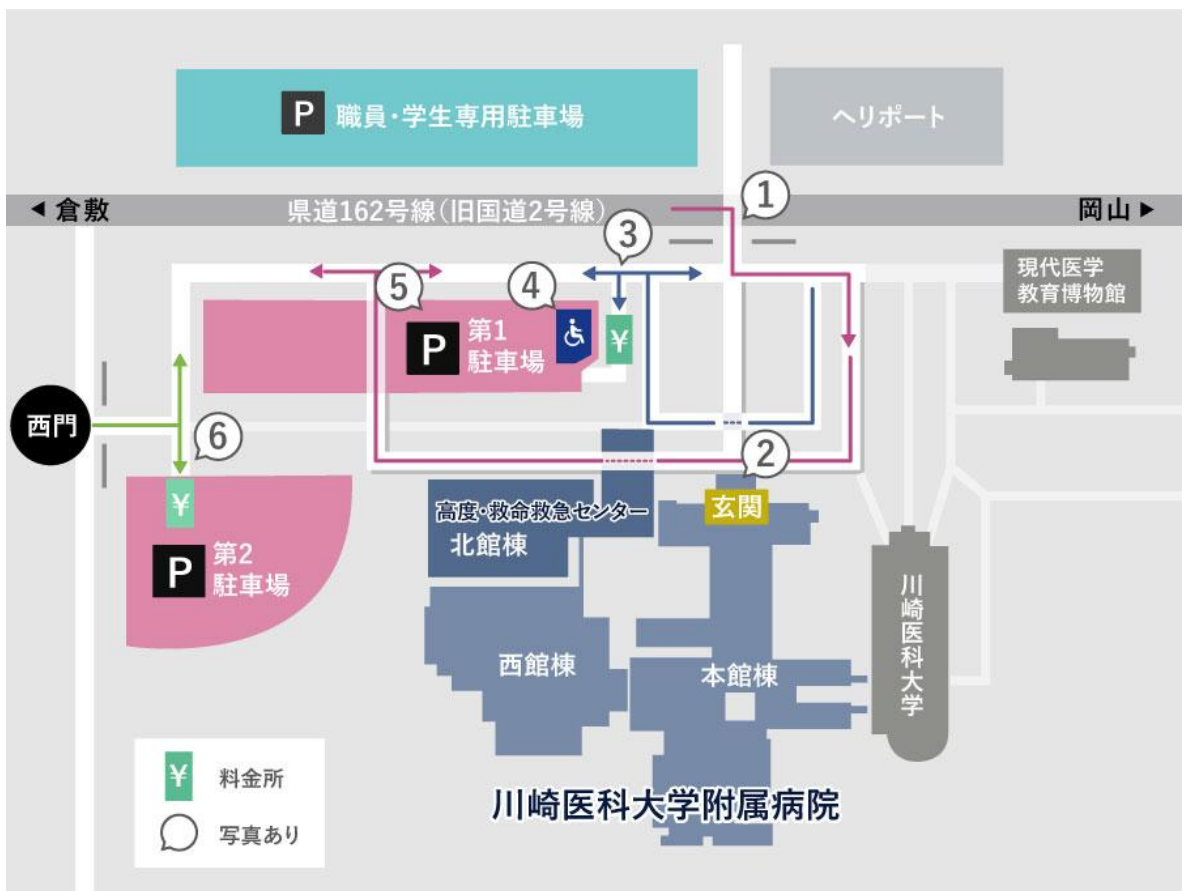 P 職員・学生専用駐車場
ヘリポート
◀ 倉敷
県道162号線(旧国道2号線)
1
岡山 ▶
3
現代医学
教育博物館
5
4
P
第1
駐車場
¥
西門
6
2
¥
高度・救命救急センター
玄関
北館棟
P
第2
駐車場
川崎医科大学
西館棟
本館棟
¥ 料金所
川崎医科大学附属病院
写真あり